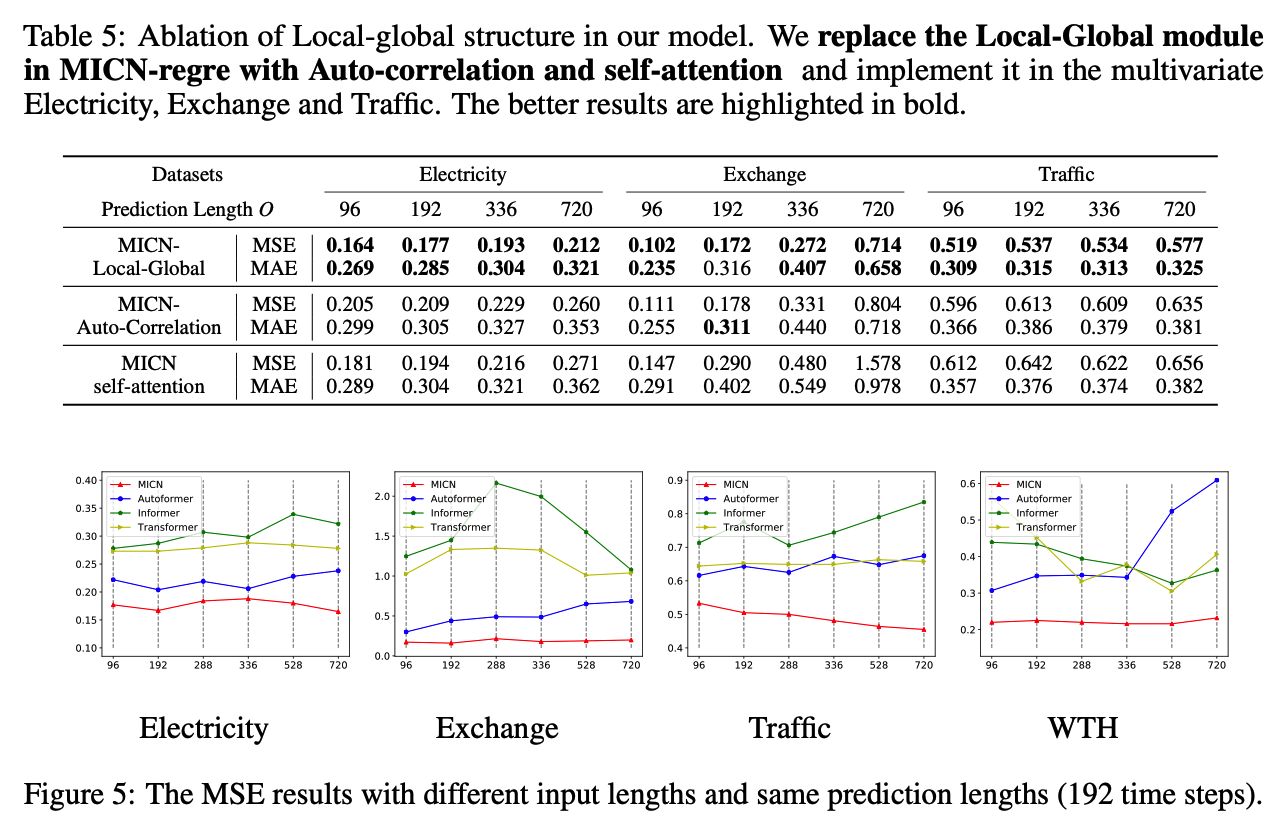 Table 5: Ablation of Local-global structure in our model. We replace the Local-Global module
in MICN-regre with Auto-correlation and self-attention and implement it in the multivariate
Electricity, Exchange and Traffic. The better results are highlighted in bold.
Datasets Electricity Exchange Traffic
Prediction Length O 96 192 336 720 96 192 336 720 96 192 336 720
MICN- MSE 0.164 0.177 0.193 0.212 0.102 0.172 0.272 0.714 0.519 0.537 0.534 0.577
Local-Global MAE 0.269 0.285 0.304 0.321 0.235 0.316 0.407 0.658 0.309 0.315 0.313 0.325
MICN- MSE 0.205 0.209 0.229 0.260 0.111 0.178 0.331 0.804 0.596 0.613 0.609 0.635
Auto-Correlation MAE 0.299 0.305 0.327 0.353 0.255 0.311 0.440 0.718 0.366 0.386 0.379 0.381
MICN MSE 0.181 0.194 0.216 0.271 0.147 0.290 0.480 1.578 0.612 0.642 0.622 0.656
self-attention MAE 0.289 0.304 0.321 0.362 0.291 0.402 0.549 0.978 0.357 0.376 0.374 0.382
MICN
Autoformer
Informer
Transformer
0.40
0.35
0.30
0.25
0.20
0.15
0.10
96 192 288 336 528 720
Electricity
MICN
Autoformer
Informer
Transformer
2.0
1.5
1.0
0.5
0.0
96 192 288 336 528 720
Exchange
MICN
Autoformer
Informer
Transformer
0.9
0.8
0.7
0.6
0.5
0.4
96 192 288 336 528 720
Traffic
MICN
Autoformer
Informer
Transformer
0.6
0.5
0.4
0.3
0.2
96 192 288 336 528 720
WTH
Figure 5: The MSE results with different input lengths and same prediction lengths (192 time steps).